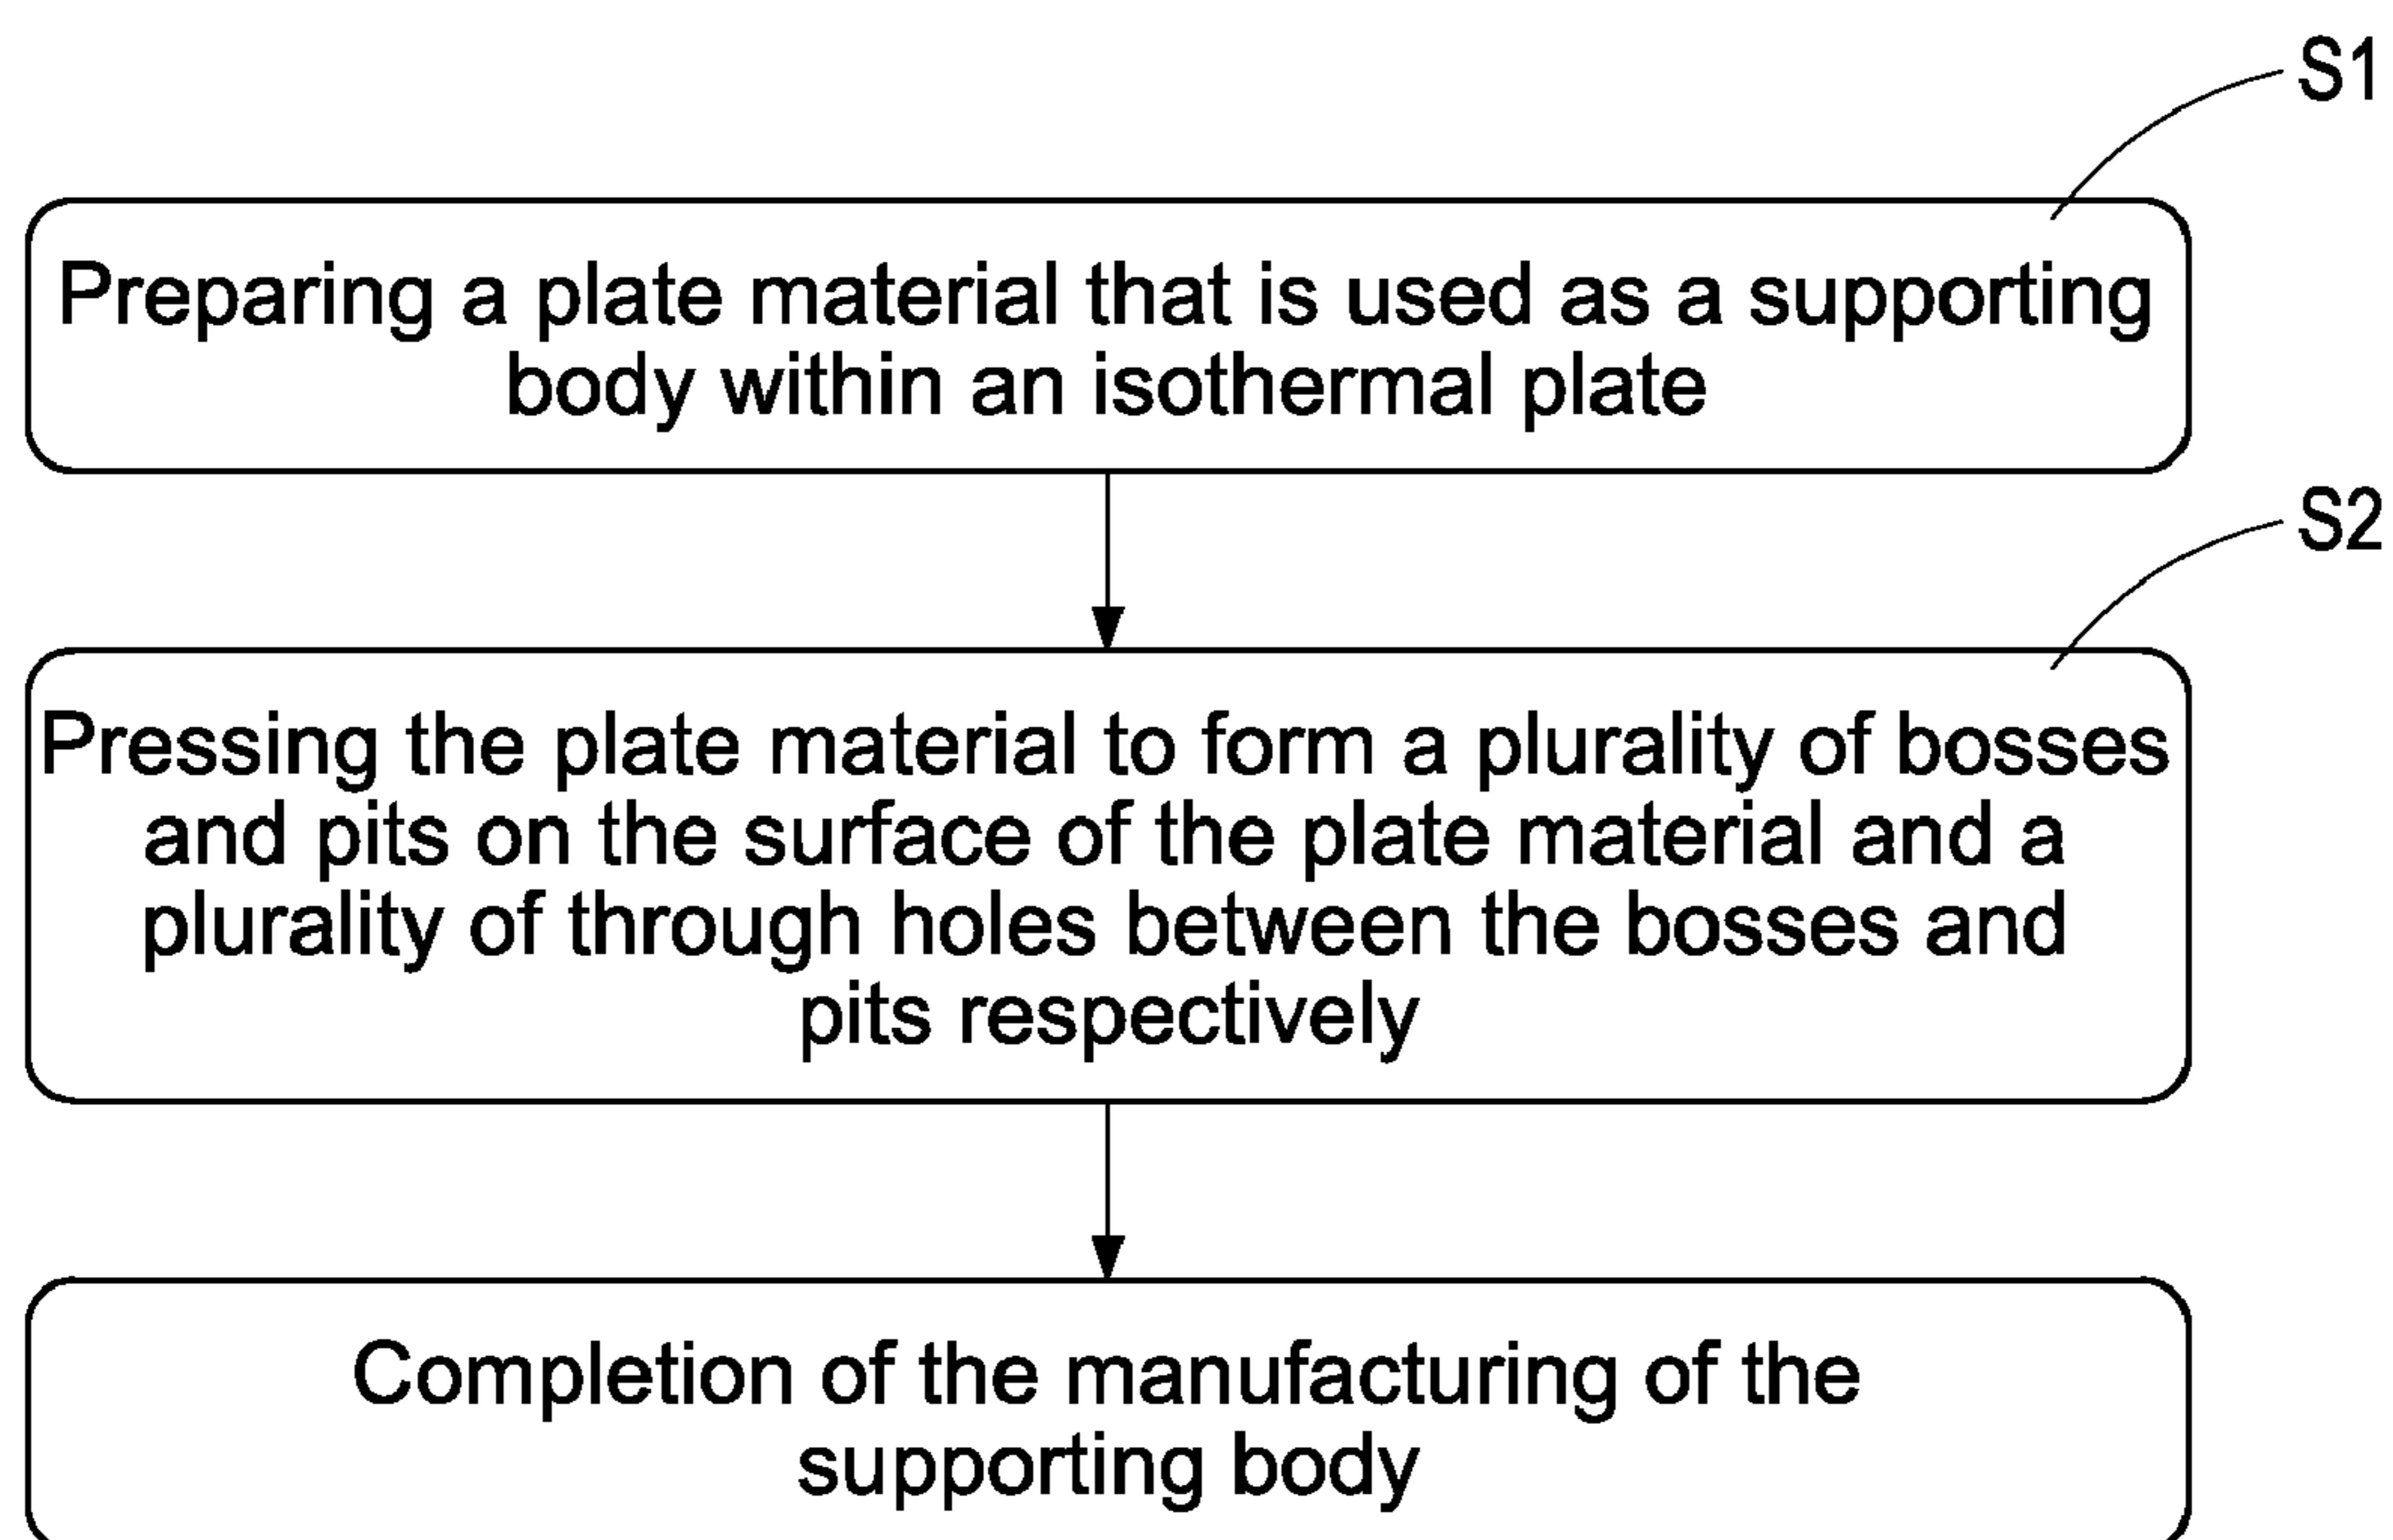 S1
Preparing a plate material that is used as a supporting
body within an isothermal plate
S2
Pressing the plate material to form a plurality of bosses
and pits on the surface of the plate material and a
plurality of through holes between the bosses and
pits respectively
Completion of the manufacturing of the
supporting body